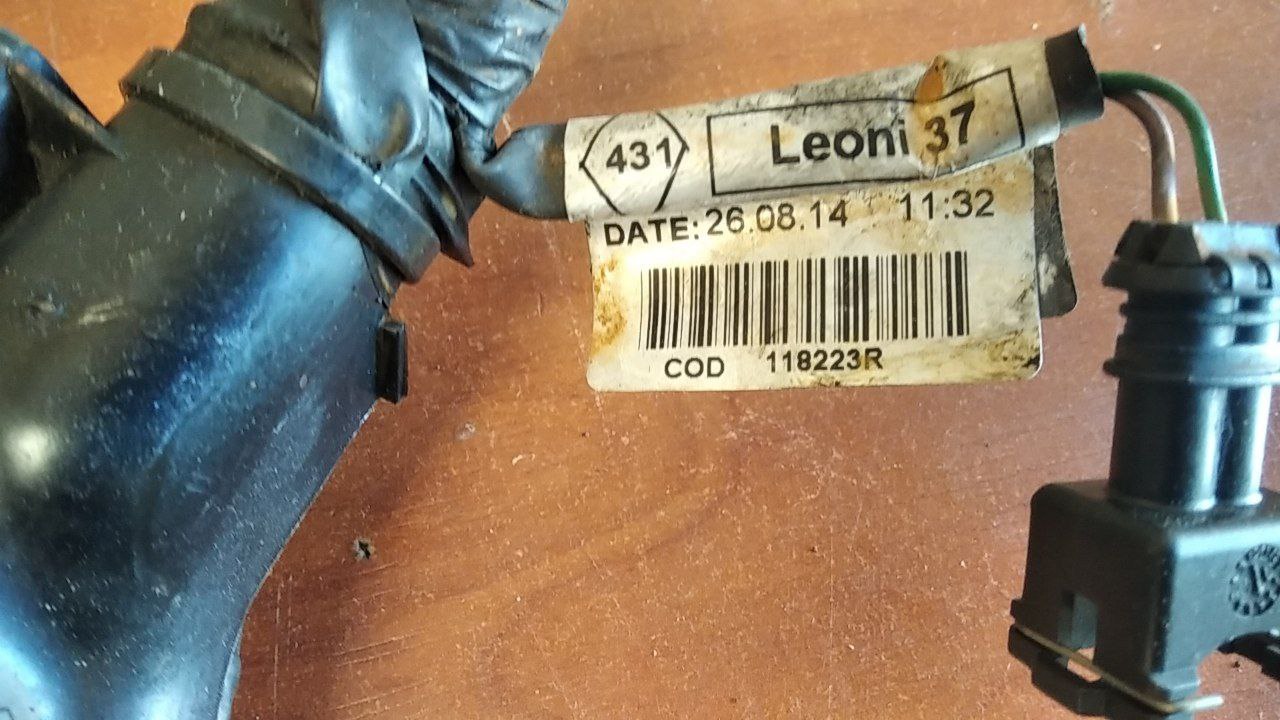 431 Leoni 37
DATE: 26.08.14 11:32
COD 118223R